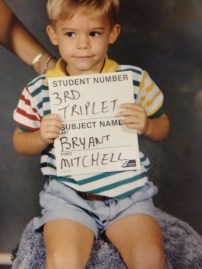 STUDENT NUMBER
3RD
TRIPLET
SUBJECT NAME
BRYANT
MITCHELL